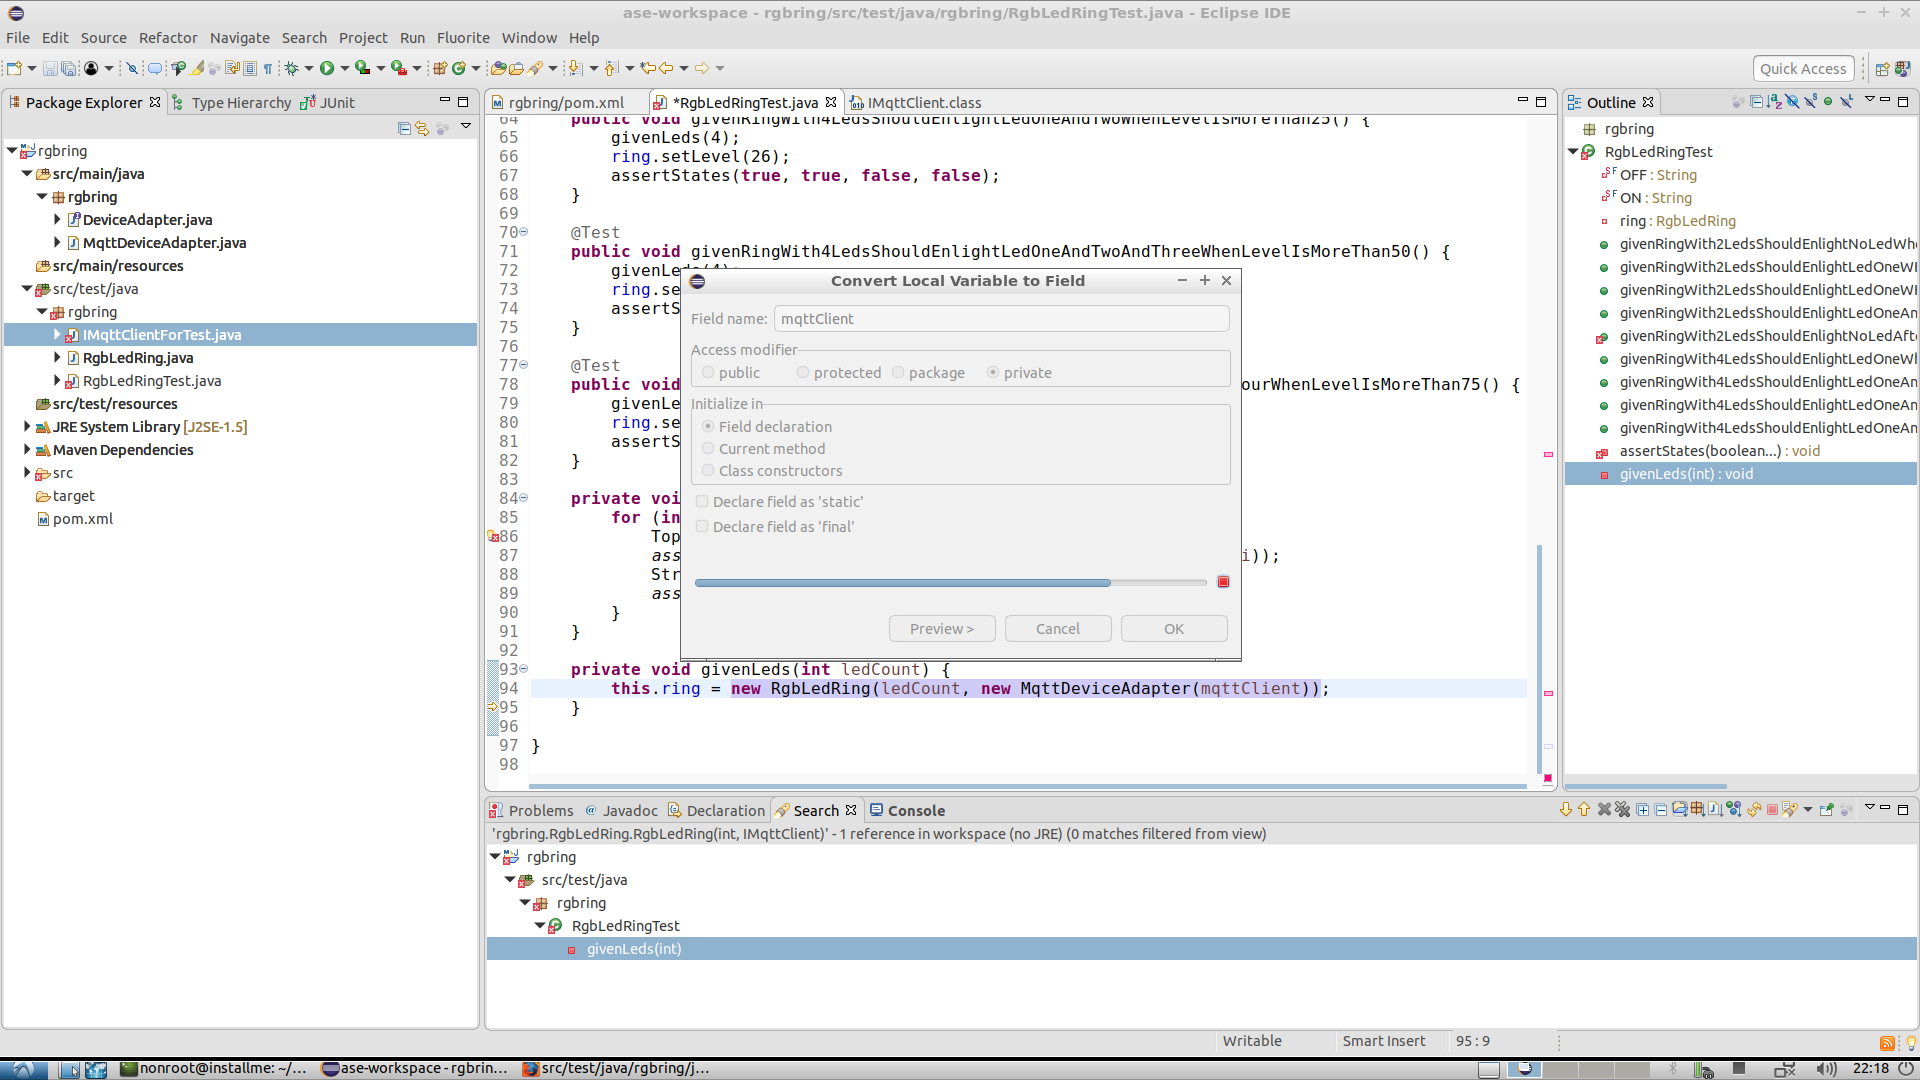 ase-workspace - rgbring/src/test/java/rgbring/RgbLedRingTest.java - Eclipse IDE
File Edit Source Refactor Navigate Search Project Run Fluorite Window Help
Quick Access
Package Explorer
Type Hierarchy
JUnit
rgbring
src/main/java
rgbring
DeviceAdapter.java
MqttDeviceAdapter.java
src/main/resources
src/test/java
rgbring
IMqttClientForTest.java
RgbLedRing.java
RgbLedRingTest.java
src/test/resources
JRE System Library [J2SE-1.5]
Maven Dependencies
src
target
pom.xml
rgbring/pom.xml
*RgbLedRingTest.java
IMqttClient.class
64 public void givenRingWith4LedsShouldEnlightLedOneAndTwoWhenLevelIsMoreThan25() {
65 givenLeds(4);
66 ring.setLevel(26);
67 assertStates(true, true, false, false);
68 }
69
70 @Test
71 public void givenRingWith4LedsShouldEnlightLedOneAndTwoAndThreeWhenLevelIsMoreThan50() {
72 givenLeds(4);
73 ring.se
74 assertS
75 }
76
77 @Test
78 public void ourWhenLevelIsMoreThan75() {
79 givenLe
80 ring.se
81 assertS
82 }
83
84 private voi
85 for (in
86 Top
87 ass i));
88 Str
89 ass
90 }
91 }
92
93 private void givenLeds(int ledCount) {
94 this.ring = new RgbLedRing(ledCount, new MqttDeviceAdapter(mqttClient));
95 }
96
97 }
98
Convert Local Variable to Field
Field name: mqttClient
Access modifier
public protected package private
Initialize in
Field declaration
Current method
Class constructors
Declare field as 'static'
Declare field as 'final'
Preview > Cancel OK
Outline
rgbring
RgbLedRingTest
OFF : String
ON : String
ring : RgbLedRing
givenRingWith2LedsShouldEnlightNoLedWh
givenRingWith2LedsShouldEnlightLedOneWh
givenRingWith2LedsShouldEnlightLedOneWh
givenRingWith2LedsShouldEnlightLedOneAn
givenRingWith2LedsShouldEnlightNoLedAfte
givenRingWith4LedsShouldEnlightLedOneWh
givenRingWith4LedsShouldEnlightLedOneAn
givenRingWith4LedsShouldEnlightLedOneAn
givenRingWith4LedsShouldEnlightLedOneAn
assertStates(boolean...) : void
givenLeds(int) : void
Problems
@ Javadoc
Declaration
Search
Console
'rgbring.RgbLedRing.RgbLedRing(int, IMqttClient)' - 1 reference in workspace (no JRE) (0 matches filtered from view)
rgbring
src/test/java
rgbring
RgbLedRingTest
givenLeds(int)
Writable
Smart Insert
95 : 9
nonroot@installme: ~/...
ase-workspace - rgbrin...
src/test/java/rgbring/j...
22:18